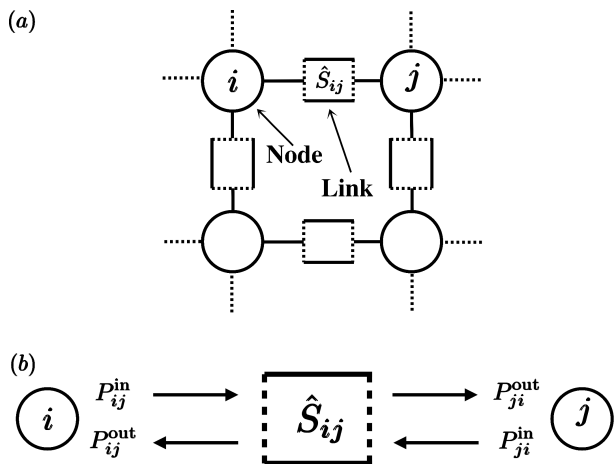 (a)
i Ŝij j
Node
Link
(b)
i P^in_ij Ŝij P^out_ji j
P^out_ij P^in_ji